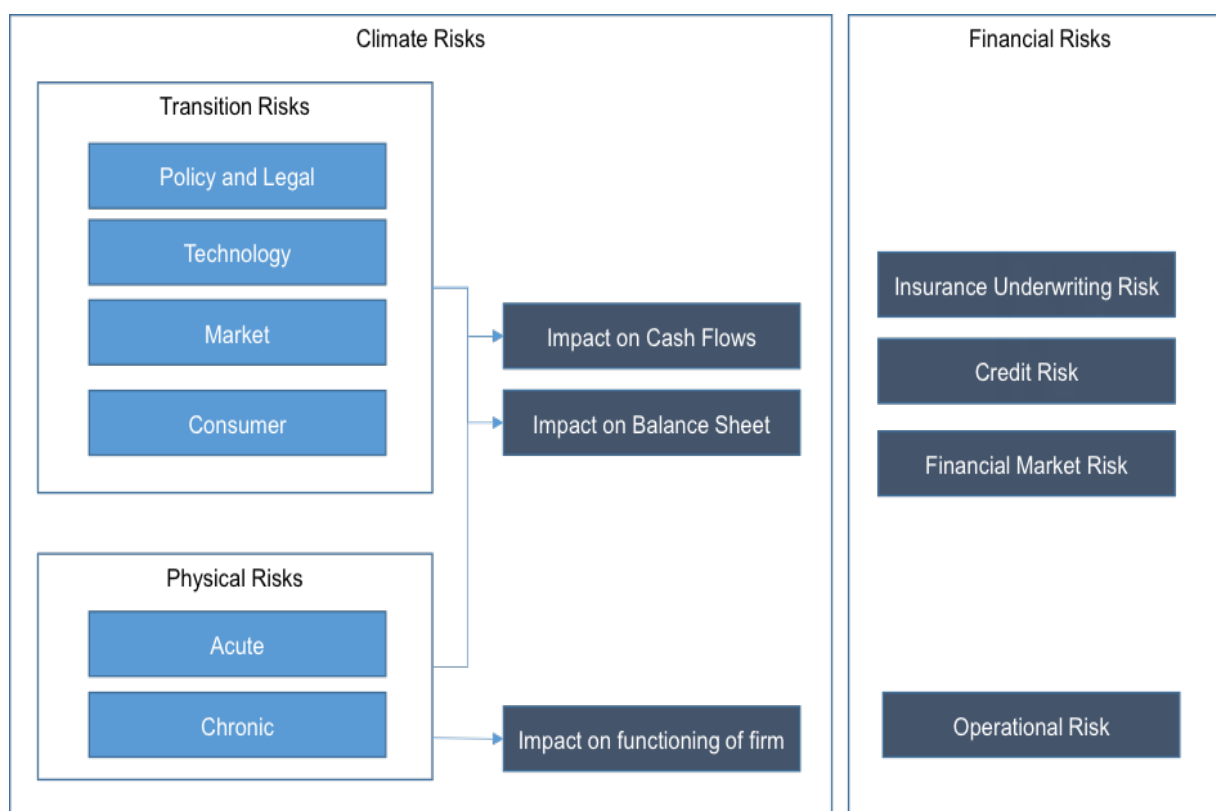 Climate Risks
Transition Risks
Policy and Legal
Technology
Market
Consumer
Impact on Cash Flows
Impact on Balance Sheet
Physical Risks
Acute
Chronic
Impact on functioning of firm
Financial Risks
Insurance Underwriting Risk
Credit Risk
Financial Market Risk
Operational Risk